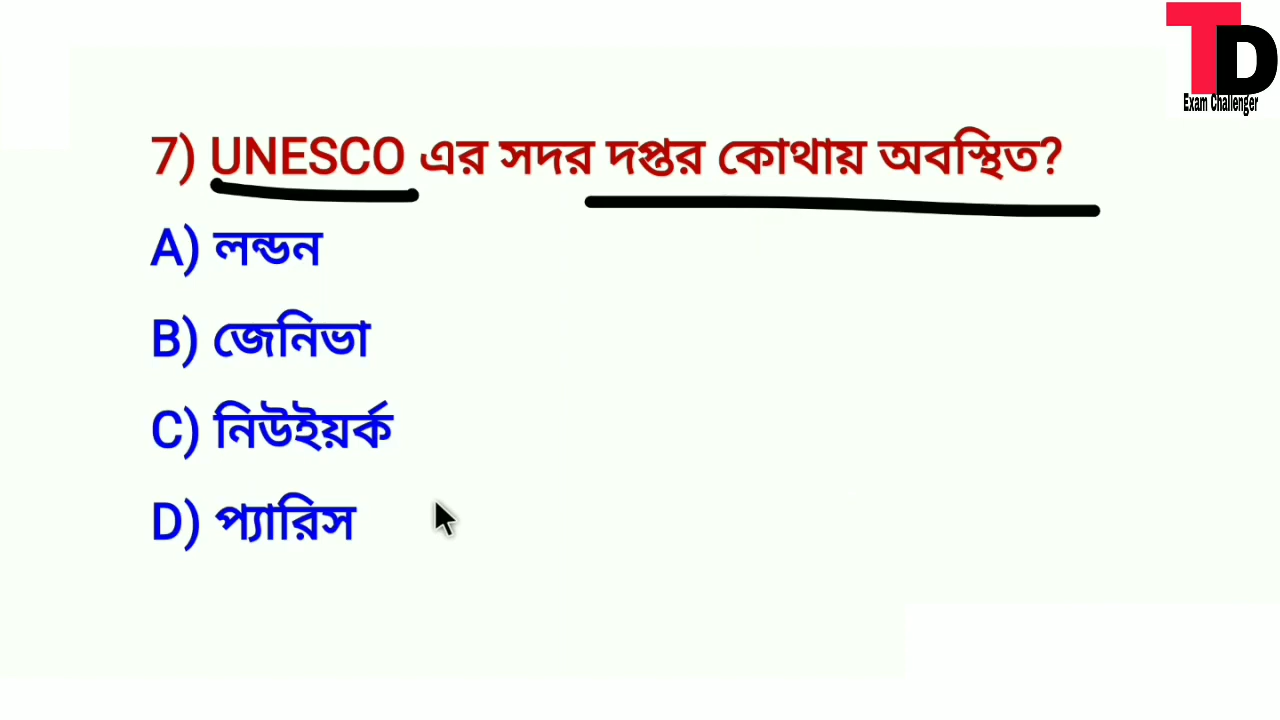 TD
Exam Challenger
7) UNESCO এর সদর দপ্তর কোথায় অবস্থিত?
A) লন্ডন
B) জেনিভা
C) নিউইয়র্ক
D) প্যারিস